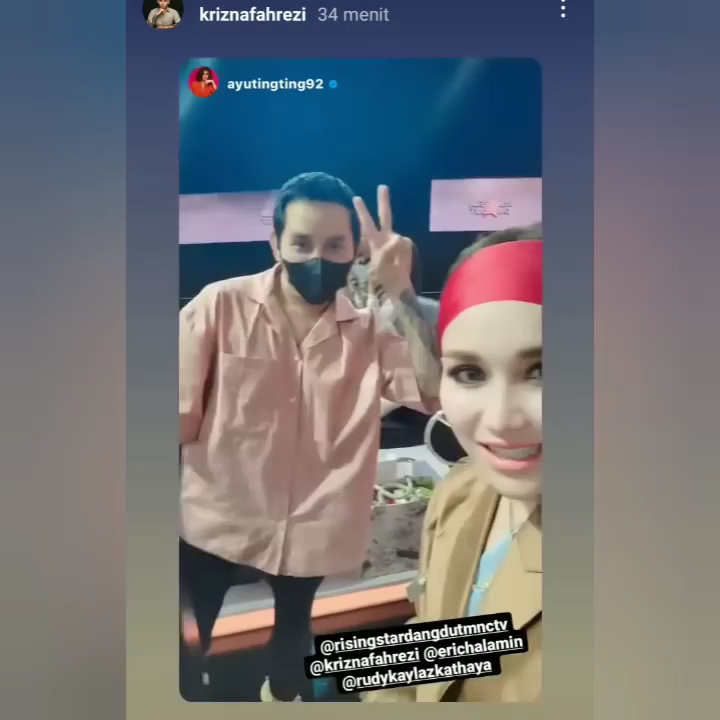 kriznafahrezi 34 menit
ayutingting92
@risingstardangdutmnctv
@kriznafahrezi @erichalamin
@rudykaylazkathaya